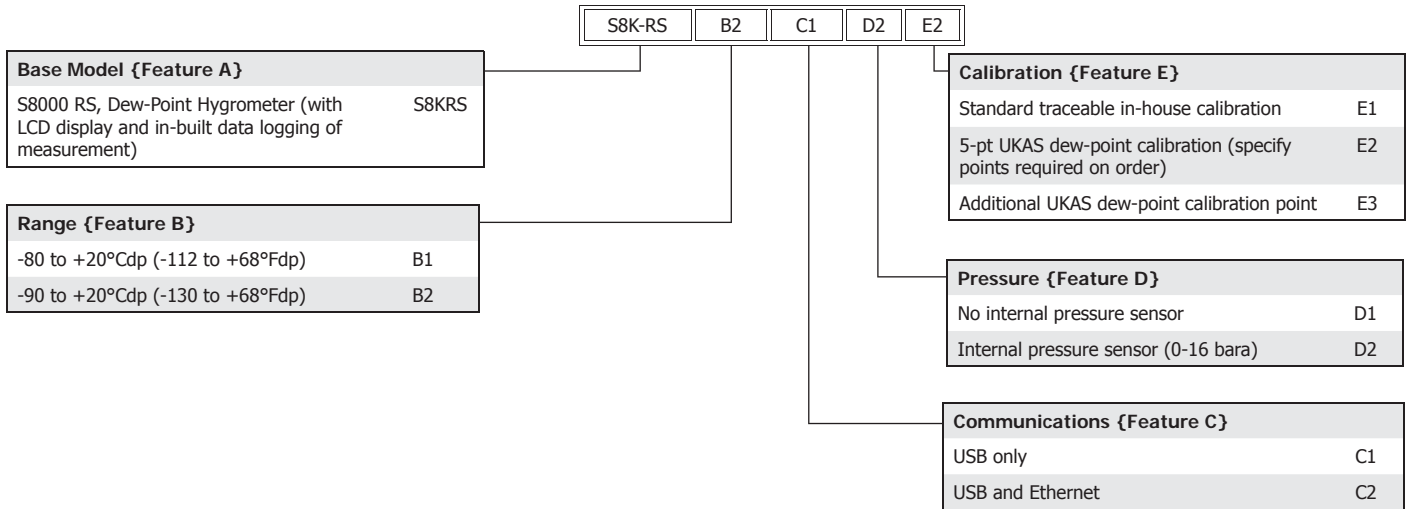 S8K-RS B2 C1 D2 E2
Base Model {Feature A}
S8000 RS, Dew-Point Hygrometer (with S8KRS
LCD display and in-built data logging of
measurement)
Range {Feature B}
-80 to +20°Cdp (-112 to +68°Fdp) B1
-90 to +20°Cdp (-130 to +68°Fdp) B2
Calibration {Feature E}
Standard traceable in-house calibration E1
5-pt UKAS dew-point calibration (specify E2
points required on order)
Additional UKAS dew-point calibration point E3
Pressure {Feature D}
No internal pressure sensor D1
Internal pressure sensor (0-16 bara) D2
Communications {Feature C}
USB only C1
USB and Ethernet C2